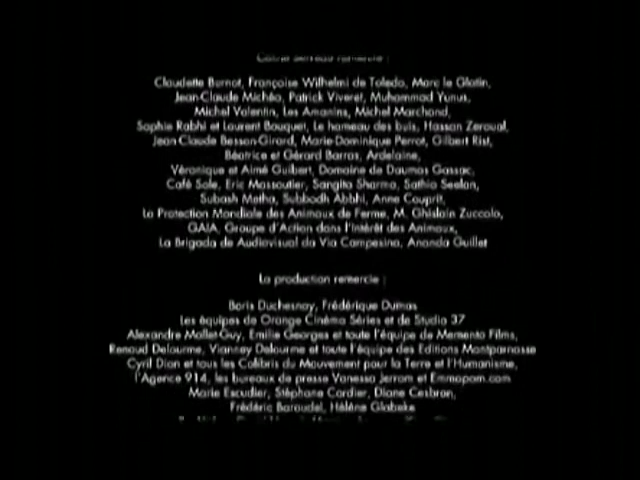 Coline Serreau remercie :
Claudette Bornot, Françoise Wilhelmi de Toledo, Marc le Glatin,
Jean-Claude Michéa, Patrick Viveret, Muhammad Yunus,
Michel Valentin, Les Amanins, Michel Marchand,
Sophie Rabhi et Laurent Bouquet, Le hameau des buis, Hassan Zeroual,
Jean-Claude Besson-Girard, Marie-Dominique Perrot, Gilbert Rist,
Béatrice et Gérard Barras, Ardelaine,
Véronique et Aimé Guibert, Domaine de Daumas Gassac,
Café Sole, Eric Massoutier, Sangita Sharma, Sathia Seelan,
Subash Metha, Subbodh Abbhi, Anne Couprit,
La Protection Mondiale des Animaux de Ferme, M. Ghislain Zuccolo,
GAIA, Groupe d'Action dans l'Intérêt des Animaux,
La Brigada de Audiovisual da Via Campesina, Ananda Guillet
La production remercie :
Boris Duchesnay, Frédérique Dumas
Les équipes de Orange Cinéma Séries et de Studio 37
Alexandre Mallet-Guy, Emilie Georges et toute l'équipe de Memento Films,
Renaud Delourme, Vianney Delourme et toute l'équipe des Editions Montparnasse
Cyril Dion et tous les Colibris du Mouvement pour la Terre et l'Humanisme,
l'Agence 914, les bureaux de presse Vanessa Jerrom et Emmapom.com
Marie Escudier, Stéphane Cordier, Diane Cesbron,
Frédéric Baraudel, Hélène Glabeke